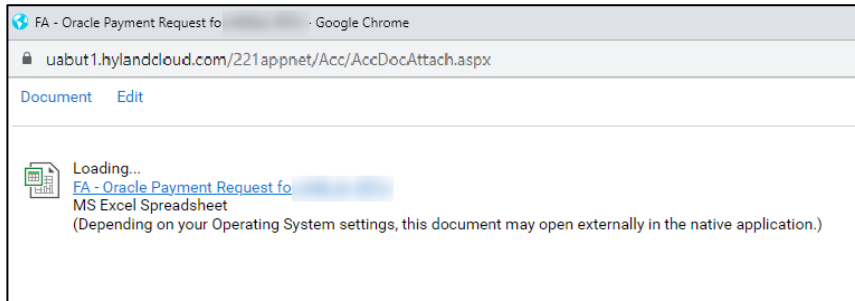 FA - Oracle Payment Request fo - Google Chrome
uabut1.hylandcloud.com/221appnet/Acc/AccDocAttach.aspx
Document Edit
Loading...
FA - Oracle Payment Request fo
MS Excel Spreadsheet
(Depending on your Operating System settings, this document may open externally in the native application.)